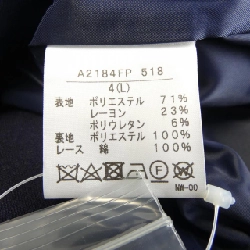 A21B4FP 518
4(L)
表地 ポリエステル 71%
レーヨン 23%
ポリウレタン 6%
裏地 ポリエステル 100%
レース 綿 100%
NM-00